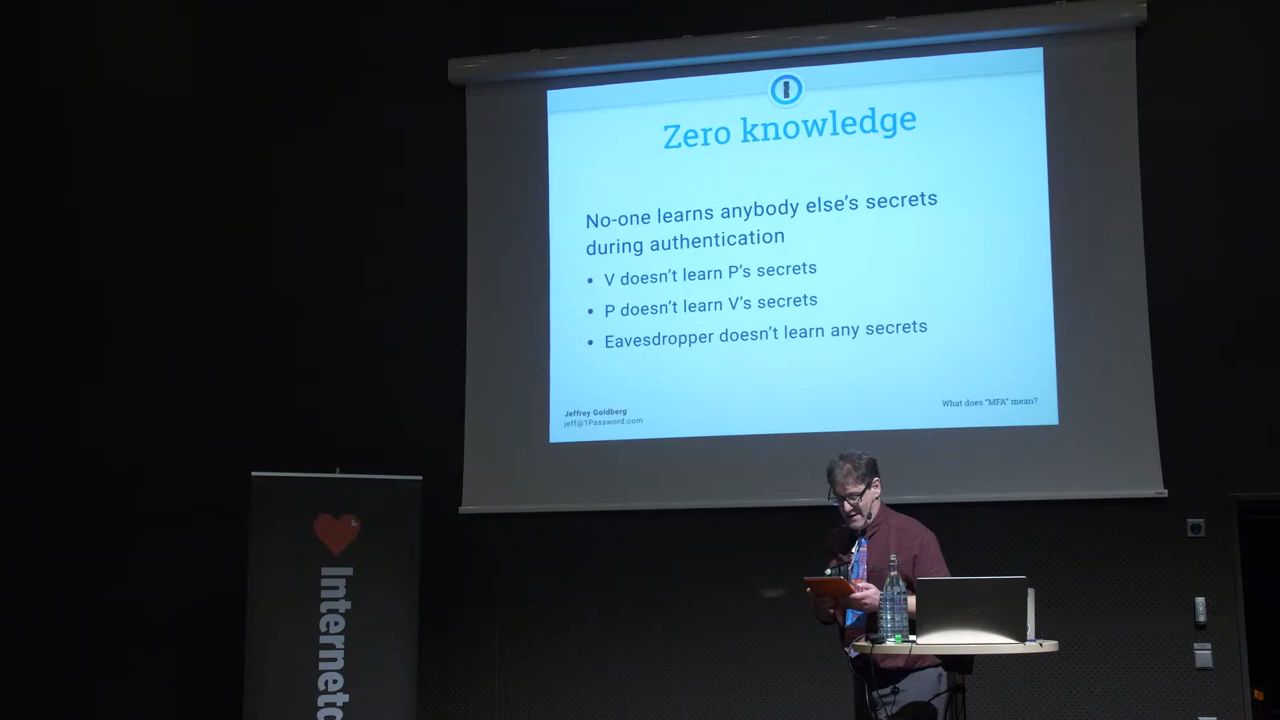 Zero knowledge
No-one learns anybody else's secrets
during authentication
• V doesn't learn P's secrets
• P doesn't learn V's secrets
• Eavesdropper doesn't learn any secrets
Jeffrey Goldberg
jeff@1Password.com
What does "MFA" mean?